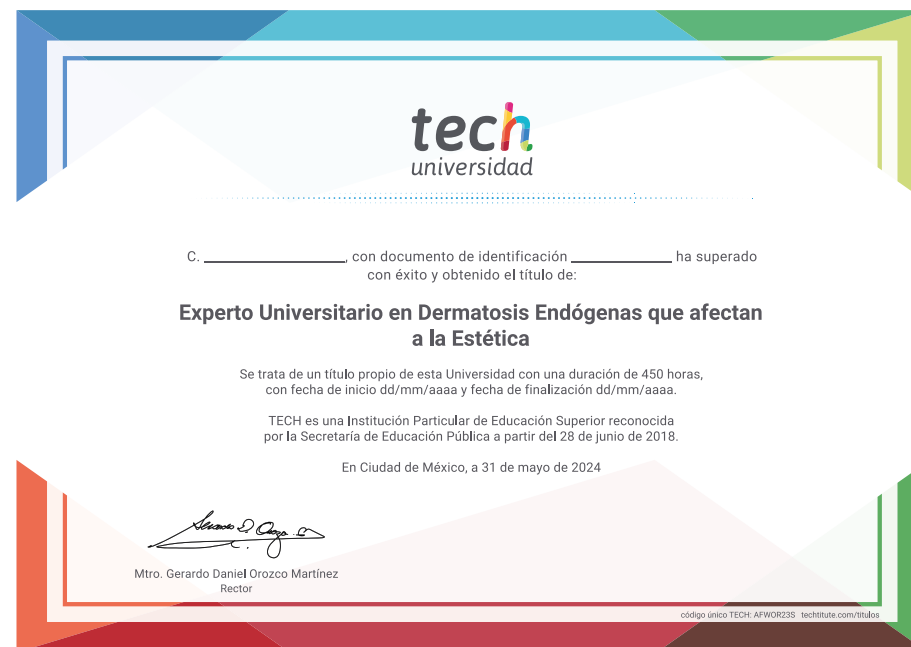 tech
universidad
C. ____________________, con documento de identificación ______________ ha superado
con éxito y obtenido el título de:
Experto Universitario en Dermatosis Endógenas que afectan
a la Estética
Se trata de un título propio de esta Universidad con una duración de 450 horas,
con fecha de inicio dd/mm/aaaa y fecha de finalización dd/mm/aaaa.
TECH es una Institución Particular de Educación Superior reconocida
por la Secretaría de Educación Pública a partir del 28 de junio de 2018.
En Ciudad de México, a 31 de mayo de 2024
Mtro. Gerardo Daniel Orozco Martínez
Rector
código único TECH: AFWOR23S techtitute.com/titulos